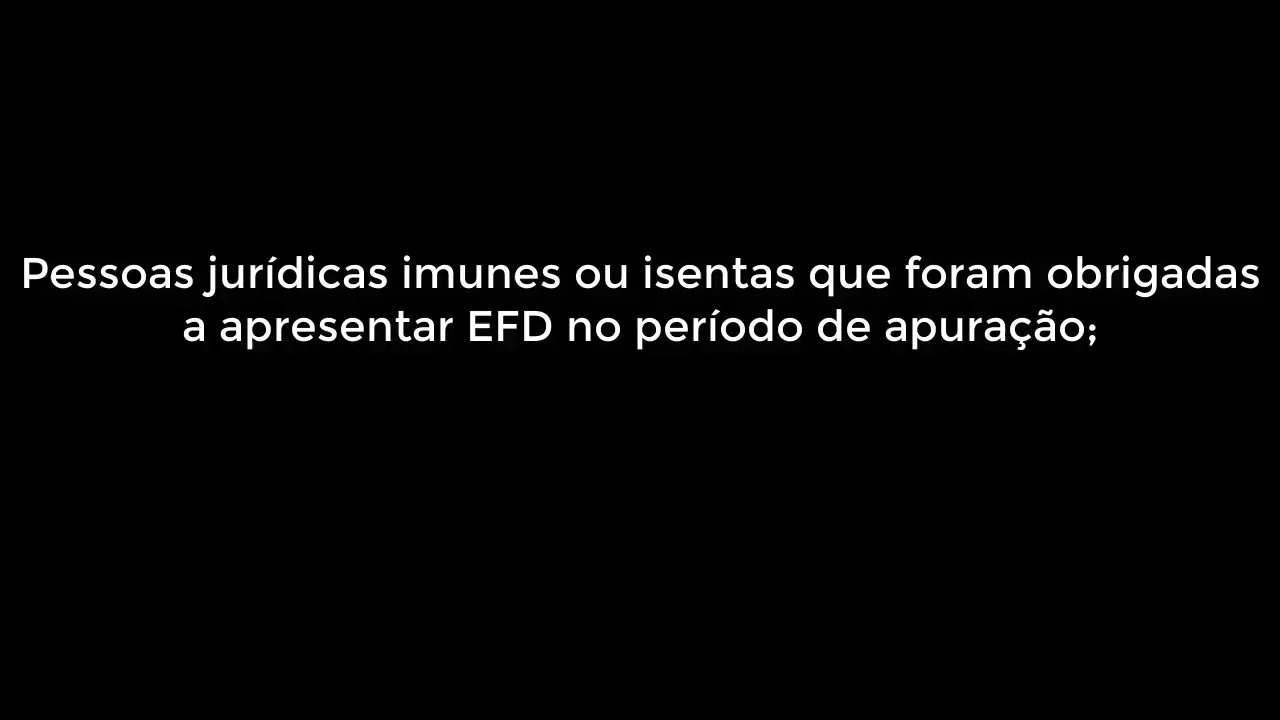 Pessoas jurídicas imunes ou isentas que foram obrigadas
a apresentar EFD no período de apuração;